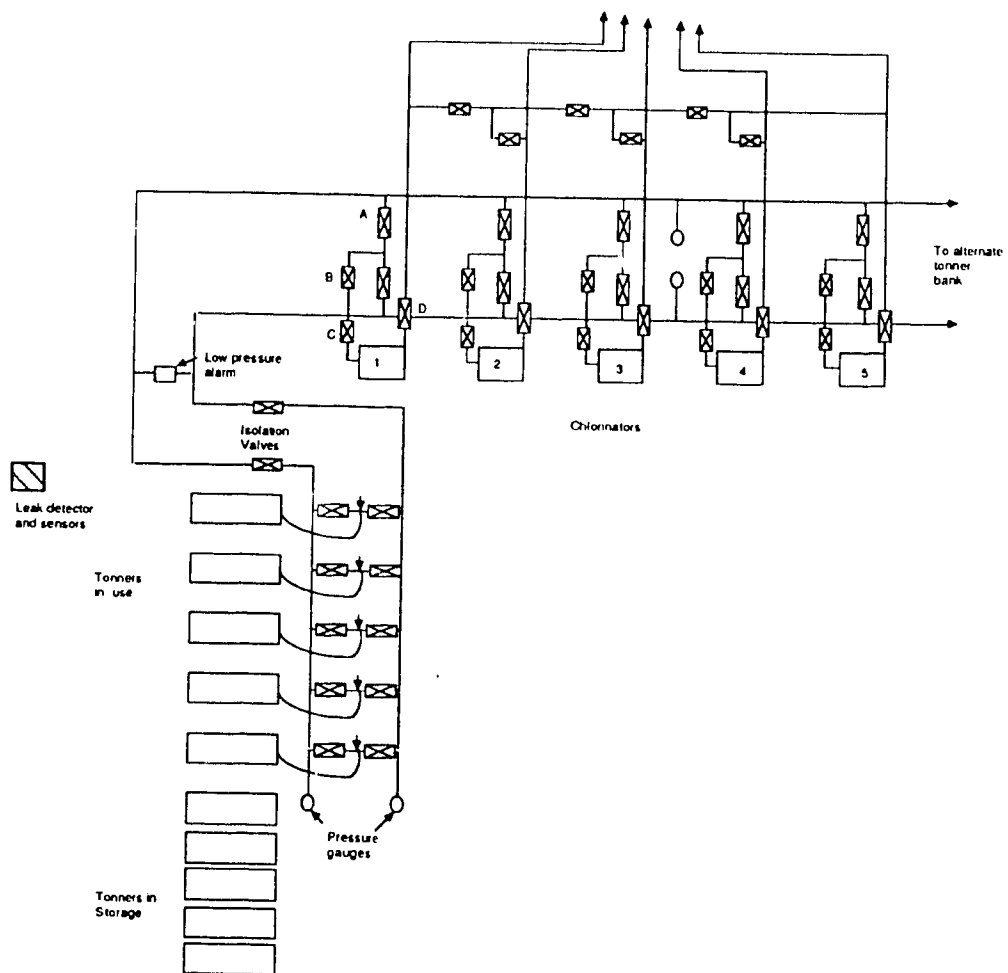 A
To alternate
tonner
bank
B
D
C
Low pressure
alarm
1
2
3
4
5
Chlorinators
Isolation
Valves
Leak detector
and sensors
Tonners
in use
Pressure
gauges
Tonners in
Storage